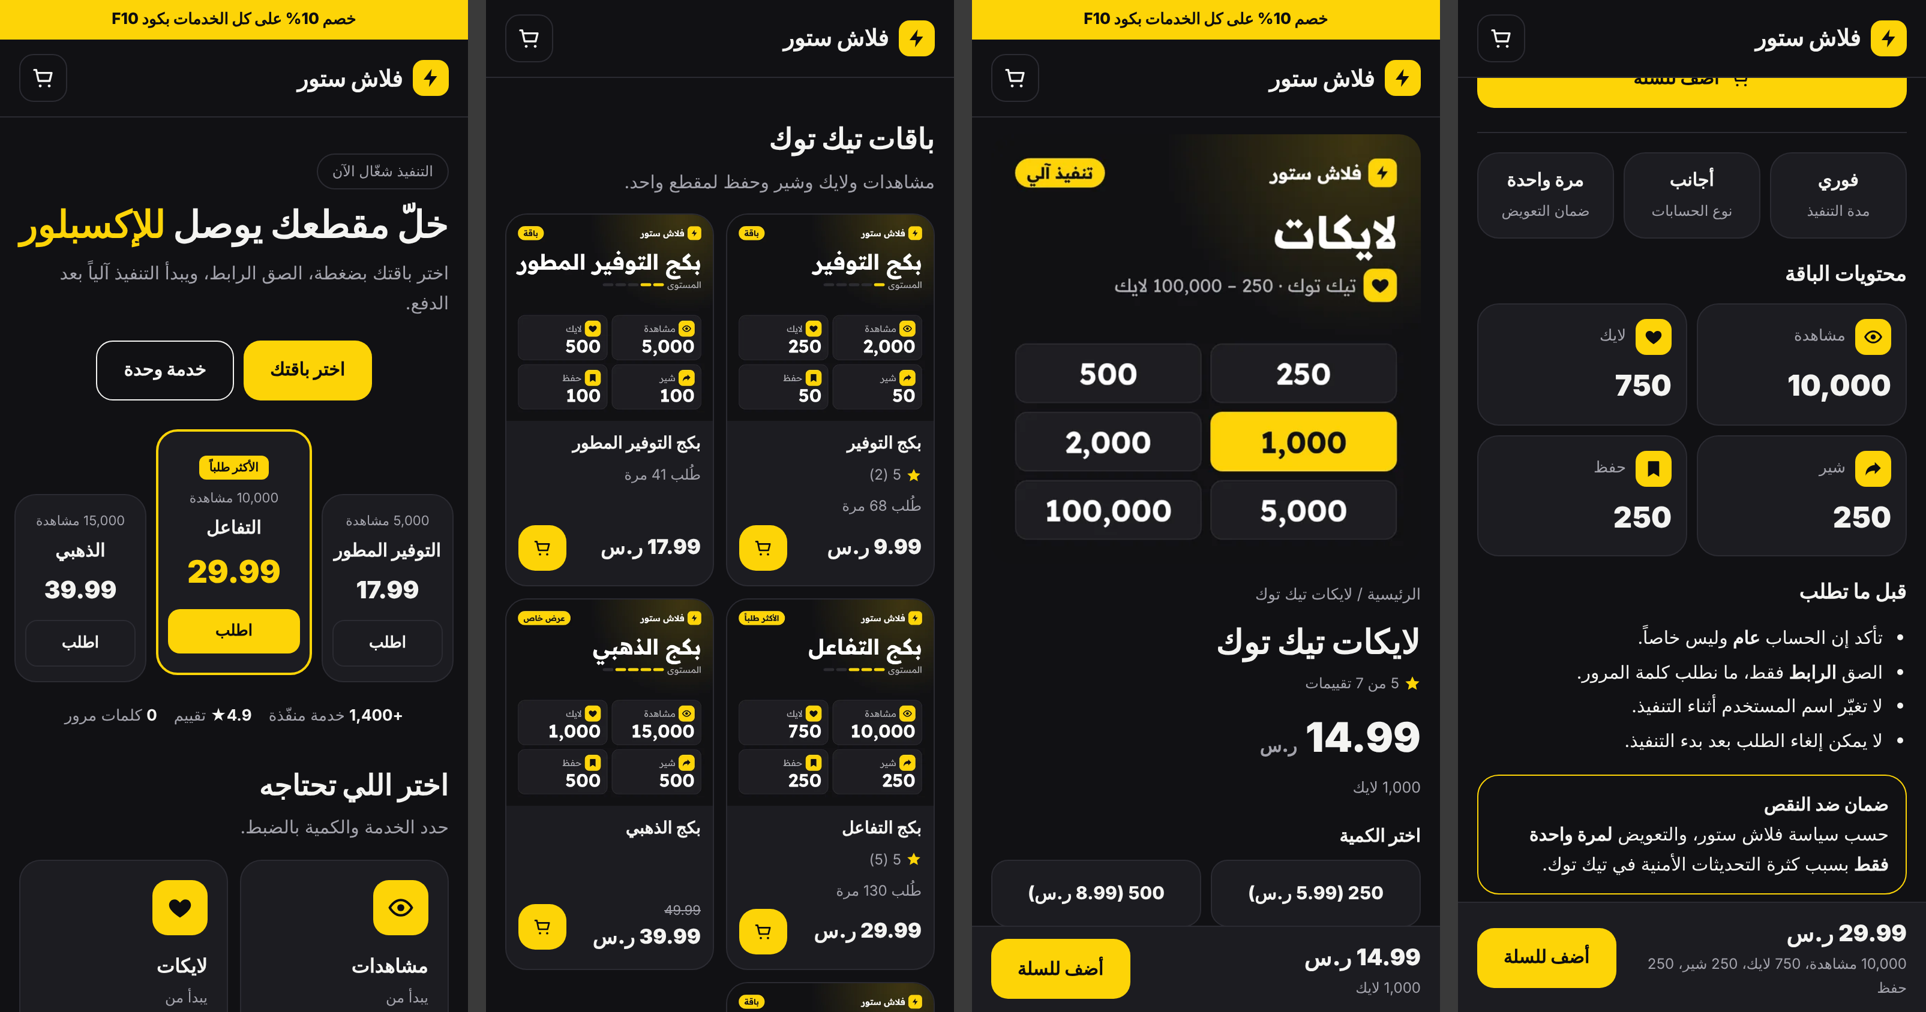 خصم 10% على كل الخدمات بكود F10
فلاش ستور
التنفيذ شغّال الآن
خلّ مقطعك يوصل للإكسبلور
اختر باقتك بضغطة، الصق الرابط، ويبدأ التنفيذ آلياً بعد
الدفع.
اختر باقتك
خدمة وحدة
5,000 مشاهدة
التوفير المطور
17.99
اطلب
الأكثر طلباً
10,000 مشاهدة
التفاعل
29.99
اطلب
15,000 مشاهدة
الذهبي
39.99
اطلب
+1,400 خدمة منفّذة
4.9★ تقييم
0 كلمات مرور
اختر اللي تحتاجه
حدد الخدمة والكمية بالضبط.
مشاهدات
يبدأ من
لايكات
يبدأ من
فلاش ستور
باقات تيك توك
مشاهدات ولايك وشير وحفظ لمقطع واحد.
فلاش ستور
باقة
بكج التوفير
المستوى
مشاهدة
2,000
لايك
250
شير
50
حفظ
50
بكج التوفير
5 (2)
طُلب 68 مرة
9.99 ر.س
فلاش ستور
باقة
بكج التوفير المطور
المستوى
مشاهدة
5,000
لايك
500
شير
100
حفظ
100
بكج التوفير المطور
طُلب 41 مرة
17.99 ر.س
فلاش ستور
الأكثر طلباً
بكج التفاعل
المستوى
مشاهدة
10,000
لايك
750
شير
250
حفظ
250
بكج التفاعل
5 (5)
طُلب 130 مرة
29.99 ر.س
فلاش ستور
عرض خاص
بكج الذهبي
المستوى
مشاهدة
15,000
لايك
1,000
شير
500
حفظ
500
بكج الذهبي
49.99
39.99 ر.س
فلاش ستور
باقة
خصم 10% على كل الخدمات بكود F10
فلاش ستور
فلاش ستور
تنفيذ آلي
لايكات
تيك توك · 250 – 100,000 لايك
250
500
1,000
2,000
5,000
100,000
الرئيسية / لايكات تيك توك
لايكات تيك توك
5 من 7 تقييمات
14.99 ر.س
1,000 لايك
اختر الكمية
250 (5.99 ر.س)
500 (8.99 ر.س)
14.99 ر.س
1,000 لايك
أضف للسلة
فلاش ستور
أضف للسلة
فوري
مدة التنفيذ
أجانب
نوع الحسابات
مرة واحدة
ضمان التعويض
محتويات الباقة
مشاهدة
10,000
لايك
750
شير
250
حفظ
250
قبل ما تطلب
• تأكد إن الحساب عام وليس خاصاً.
• الصق الرابط فقط، ما نطلب كلمة المرور.
• لا تغيّر اسم المستخدم أثناء التنفيذ.
• لا يمكن إلغاء الطلب بعد بدء التنفيذ.
ضمان ضد النقص
حسب سياسة فلاش ستور، والتعويض لمرة واحدة
فقط بسبب كثرة التحديثات الأمنية في تيك توك.
29.99 ر.س
10,000 مشاهدة، 750 لايك، 250 شير، 250
حفظ
أضف للسلة